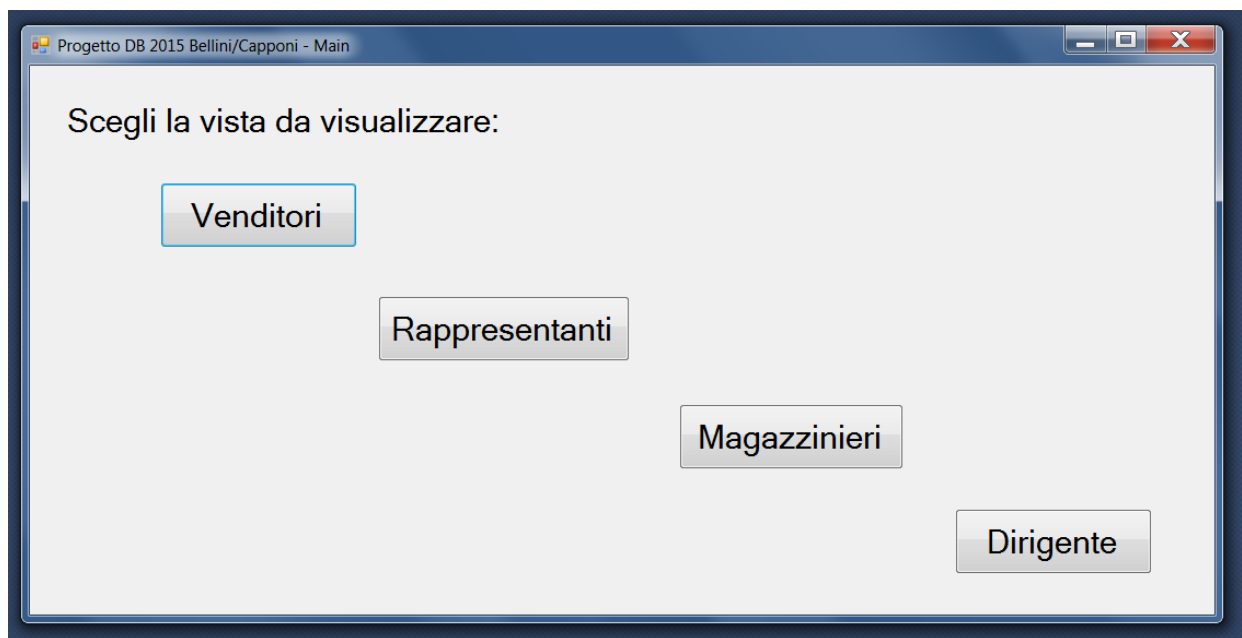 Progetto DB 2015 Bellini/Capponi - Main
Scegli la vista da visualizzare:
Venditori
Rappresentanti
Magazzinieri
Dirigente